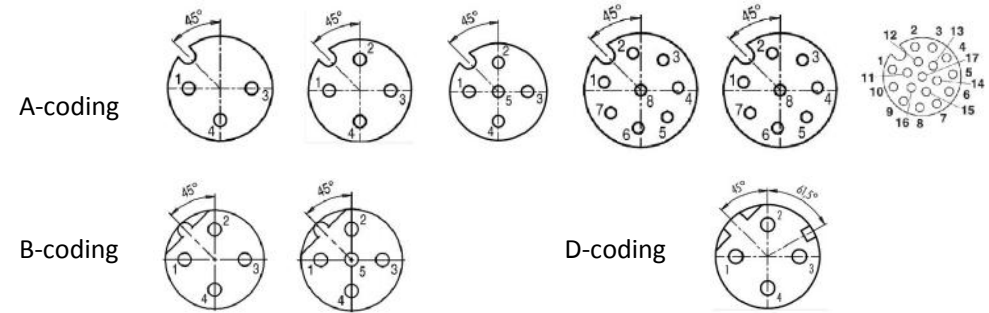 45° 45° 45° 45° 45°
A-coding
1 3 4
1 2 3 4
1 2 3 4 5
1 2 3 4 5 6 7 8
1 2 3 4 5 6 7 8
12 2 3 13 4 17 1 11 5 14 10 6 15 9 16 8 7
B-coding
45° 45°
1 2 3 4
1 2 3 4 5
D-coding
45° 61,5°
1 2 3 4